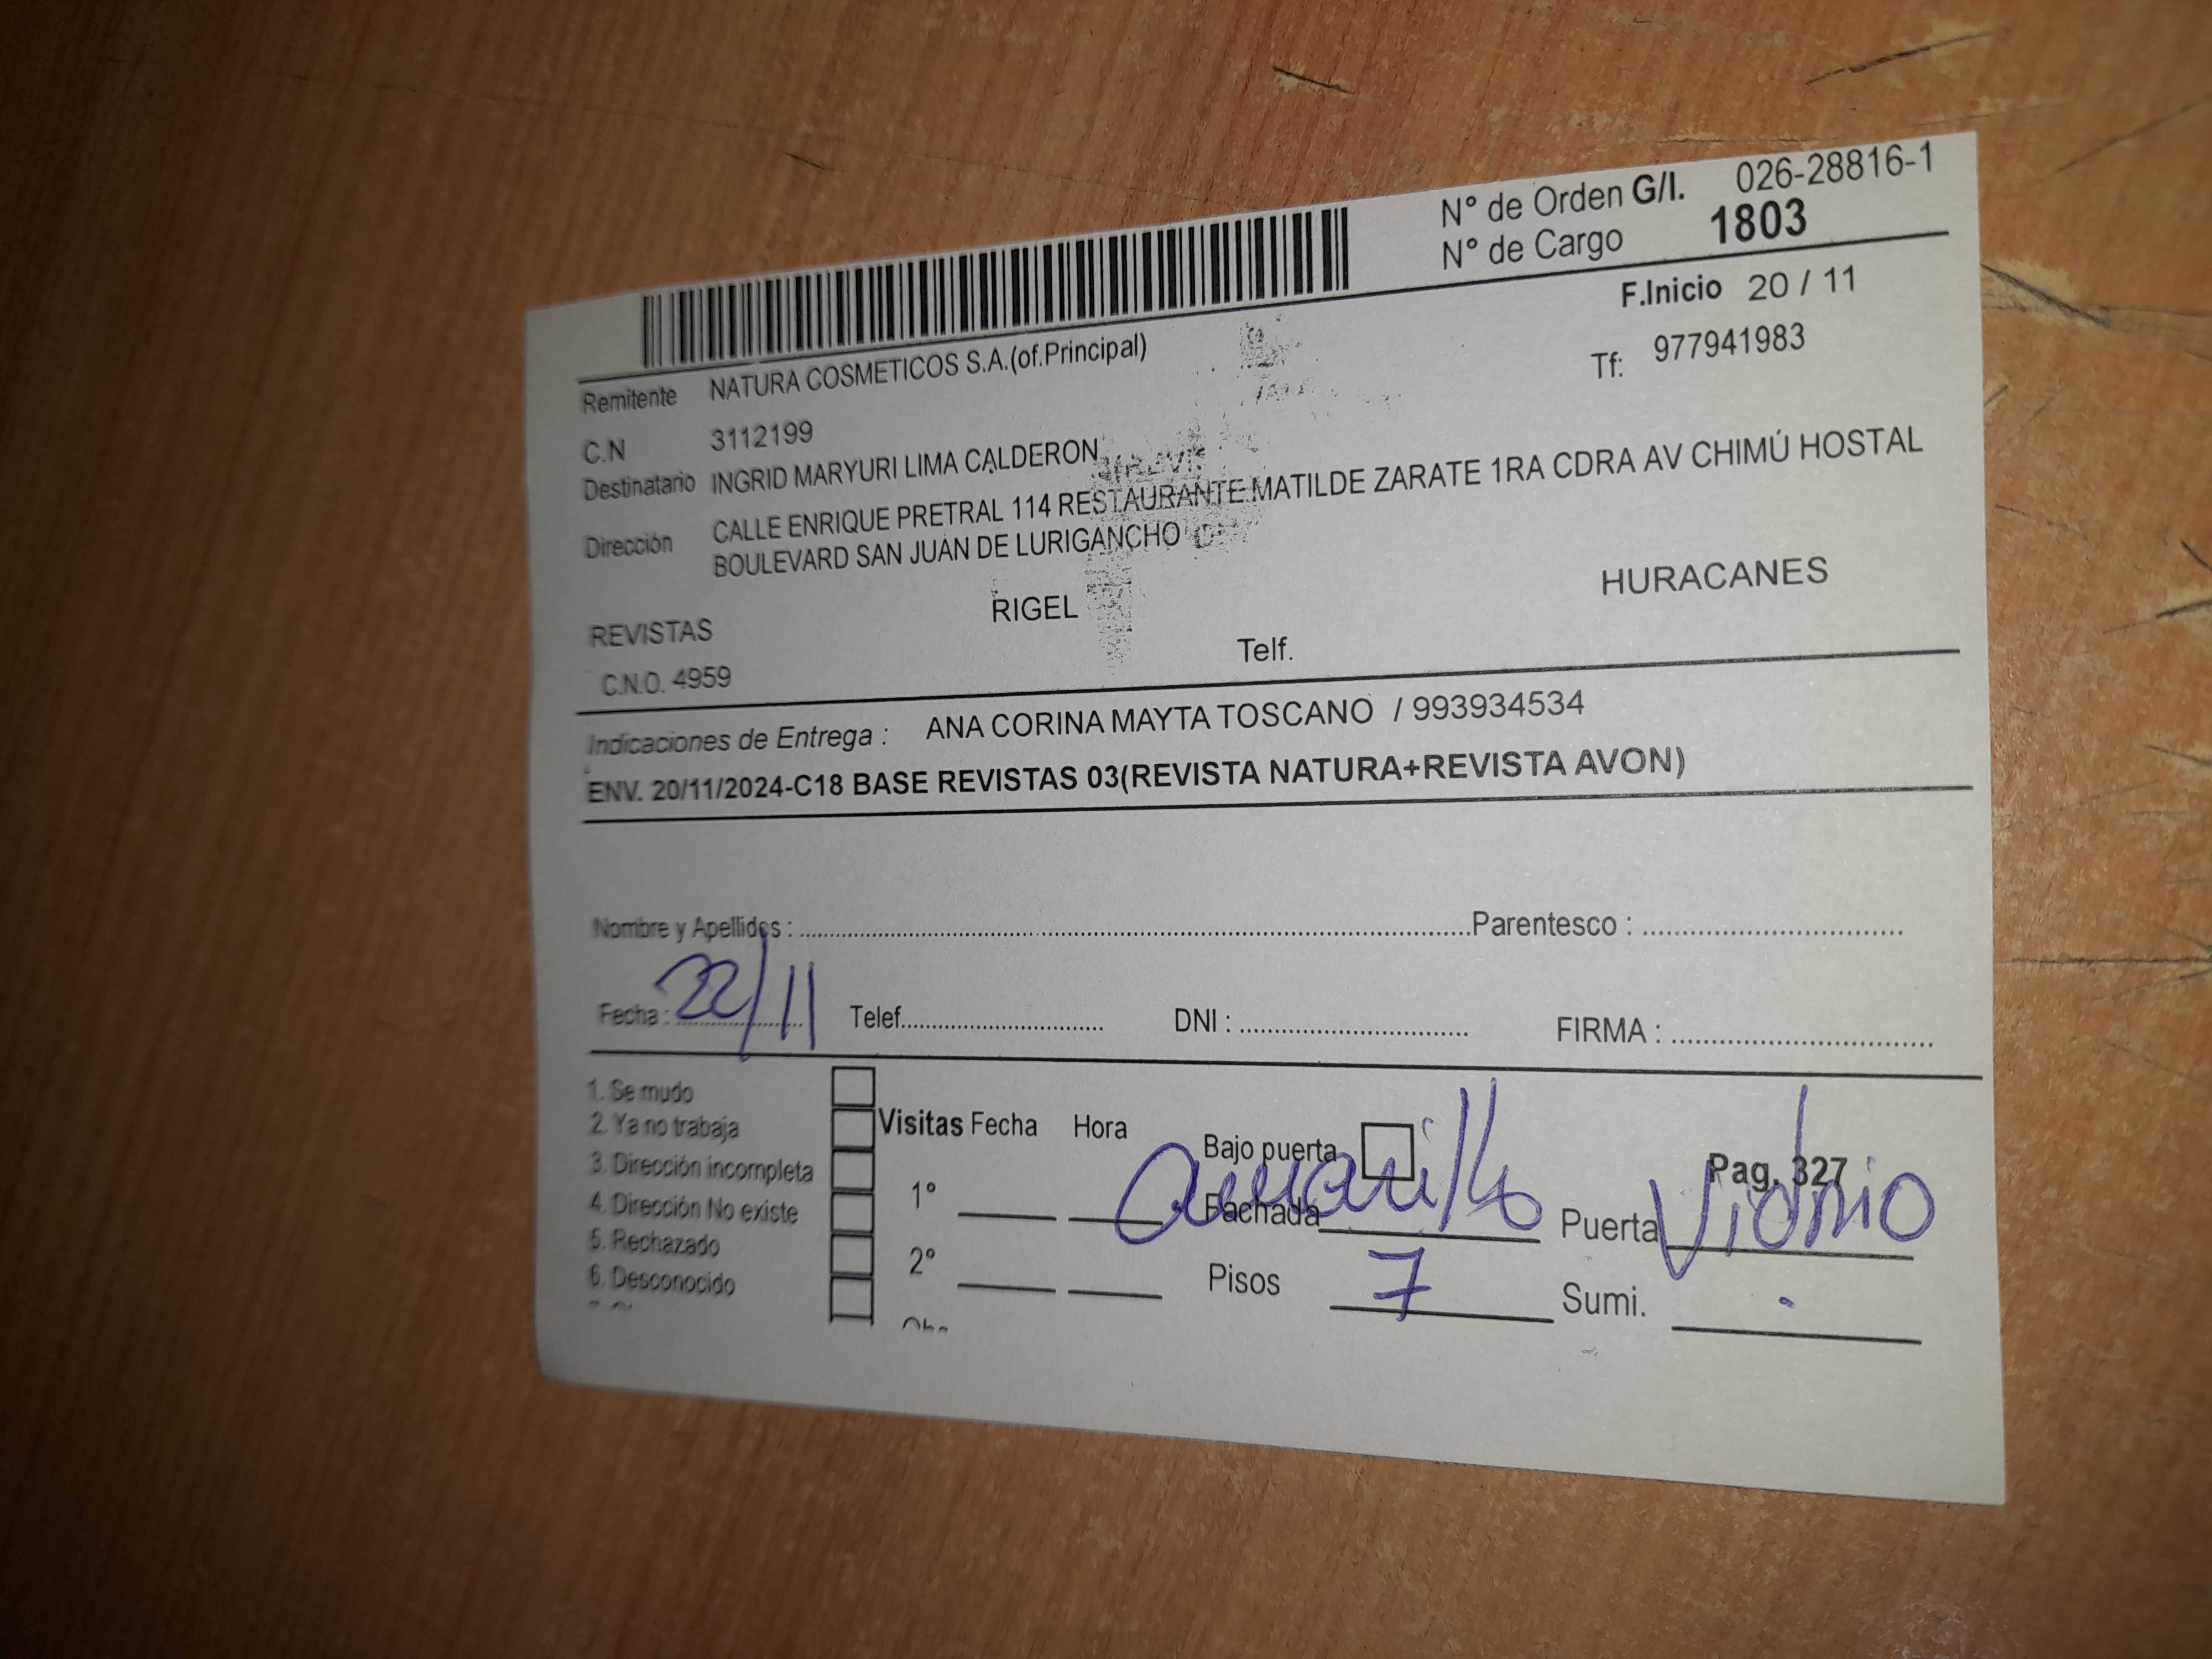 N° de Orden G/I. 026-28816-1
N° de Cargo 1803
F.Inicio 20 / 11
Remitente NATURA COSMETICOS S.A.(of.Principal)
Tf: 977941983
C.N 3112199
Destinatario INGRID MARYURI LIMA CALDERON
Dirección CALLE ENRIQUE PRETRAL 114 RESTAURANTE MATILDE ZARATE 1RA CDRA AV CHIMÚ HOSTAL
BOULEVARD SAN JUAN DE LURIGANCHO
REVISTAS RIGEL HURACANES
C.N.O. 4959 Telf.
Indicaciones de Entrega : ANA CORINA MAYTA TOSCANO / 993934534
ENV. 20/11/2024-C18 BASE REVISTAS 03(REVISTA NATURA+REVISTA AVON)
Nombre y Apellidos : Parentesco :
Fecha : 22/11 Telef. DNI : FIRMA :
1. Se mudo
2. Ya no trabaja
3. Dirección incompleta
4. Dirección No existe
5. Rechazado
6. Desconocido
Visitas Fecha Hora
1°
2°
Bajo puerta
Pag. 327
Fachada amarillo Puerta Vidrio
Pisos 7 Sumi. .